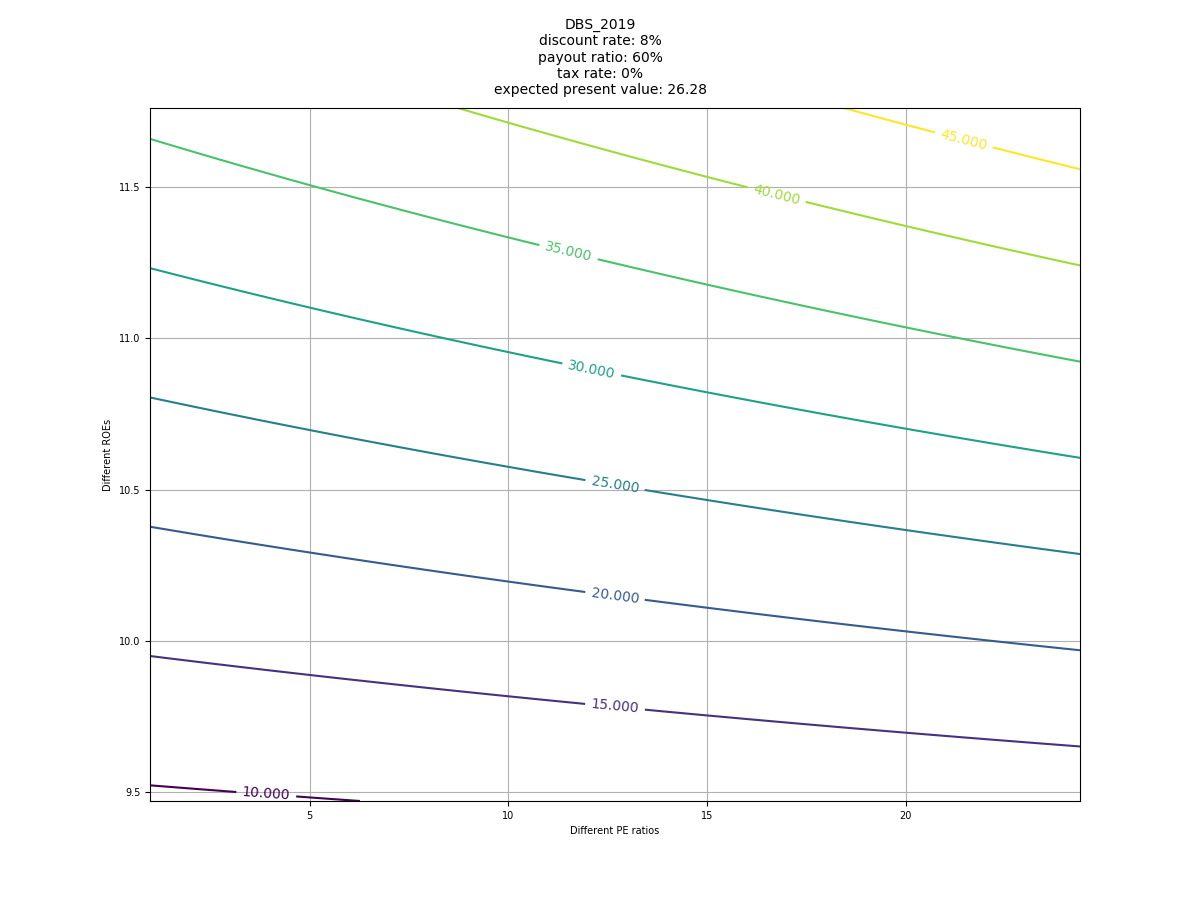 DBS_2019
discount rate: 8%
payout ratio: 60%
tax rate: 0%
expected present value: 26.28
45.000
11.5
40.000
35.000
11.0
30.000
Different ROEs
10.5
25.000
20.000
10.0
15.000
9.5
10.000
5
10
15
20
Different PE ratios